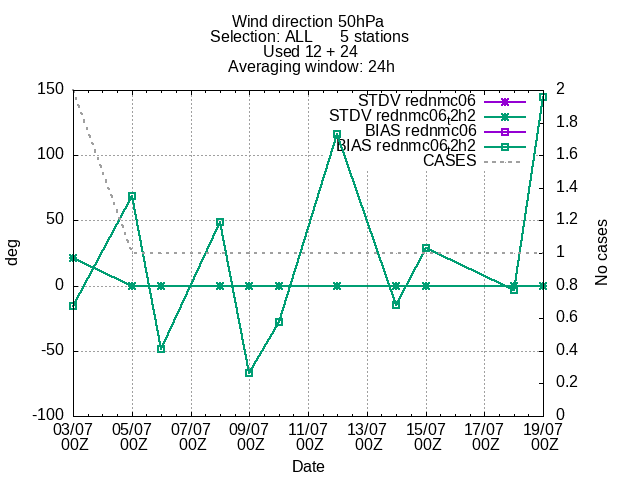 Wind direction 50hPa
Selection: ALL 5 stations
Used 12 + 24
Averaging window: 24h
150
100
50
0
-50
-100
deg
2
1.8
1.6
1.4
1.2
1
0.8
0.6
0.4
0.2
0
No cases
STDV rednmc06
STDV rednmc06,2h2
BIAS rednmc06
BIAS rednmc06,2h2
CASES
03/07 05/07 07/07 09/07 11/07 13/07 15/07 17/07 19/07
00Z 00Z 00Z 00Z 00Z 00Z 00Z 00Z 00Z
Date